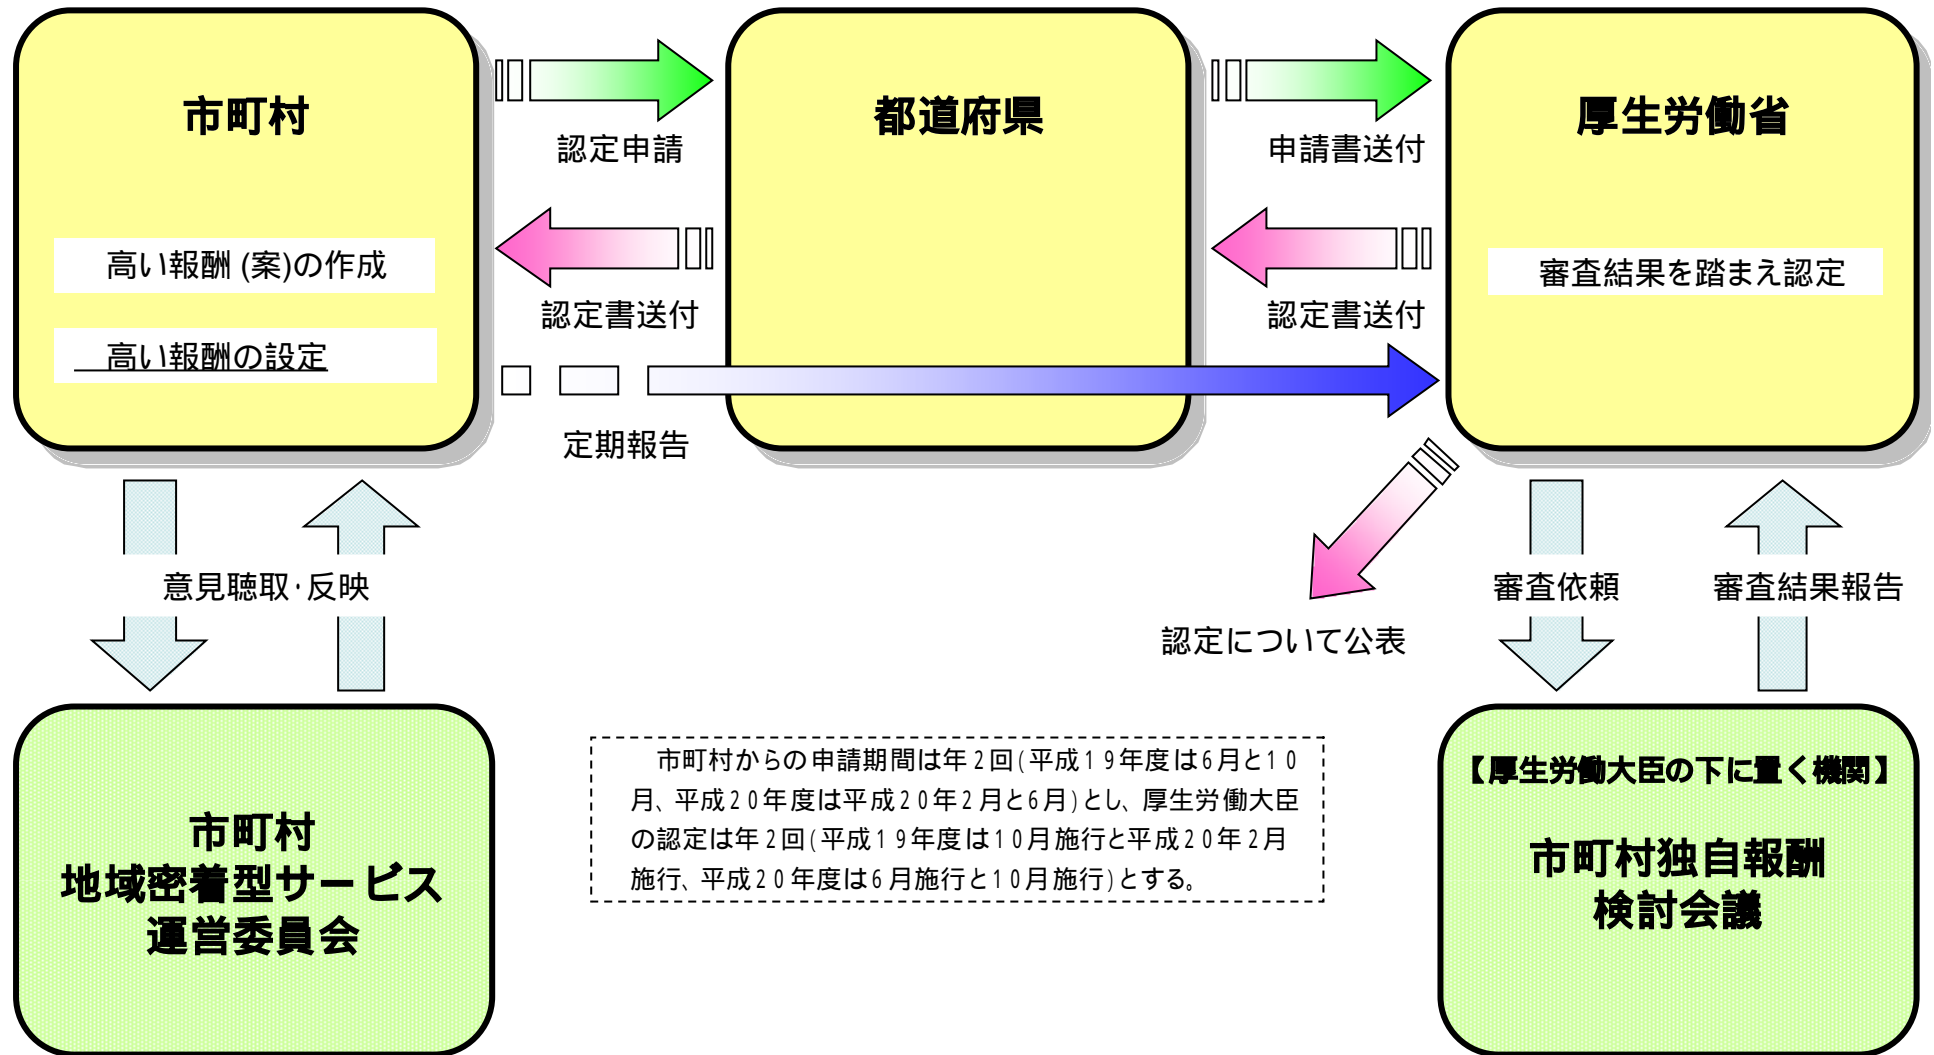 市町村
都道府県
厚生労働省
認定申請
申請書送付
高い報酬(案)の作成
審査結果を踏まえ認定
認定書送付
認定書送付
高い報酬の設定
定期報告
意見聴取・反映
審査依頼
審査結果報告
認定について公表
市町村
地域密着型サービス
運営委員会
市町村からの申請期間は年2回(平成19年度は6月と10
月、平成20年度は平成20年2月と6月)とし、厚生労働大臣
の認定は年2回(平成19年度は10月施行と平成20年2月
施行、平成20年度は6月施行と10月施行)とする。
【厚生労働大臣の下に置く機関】
市町村独自報酬
検討会議